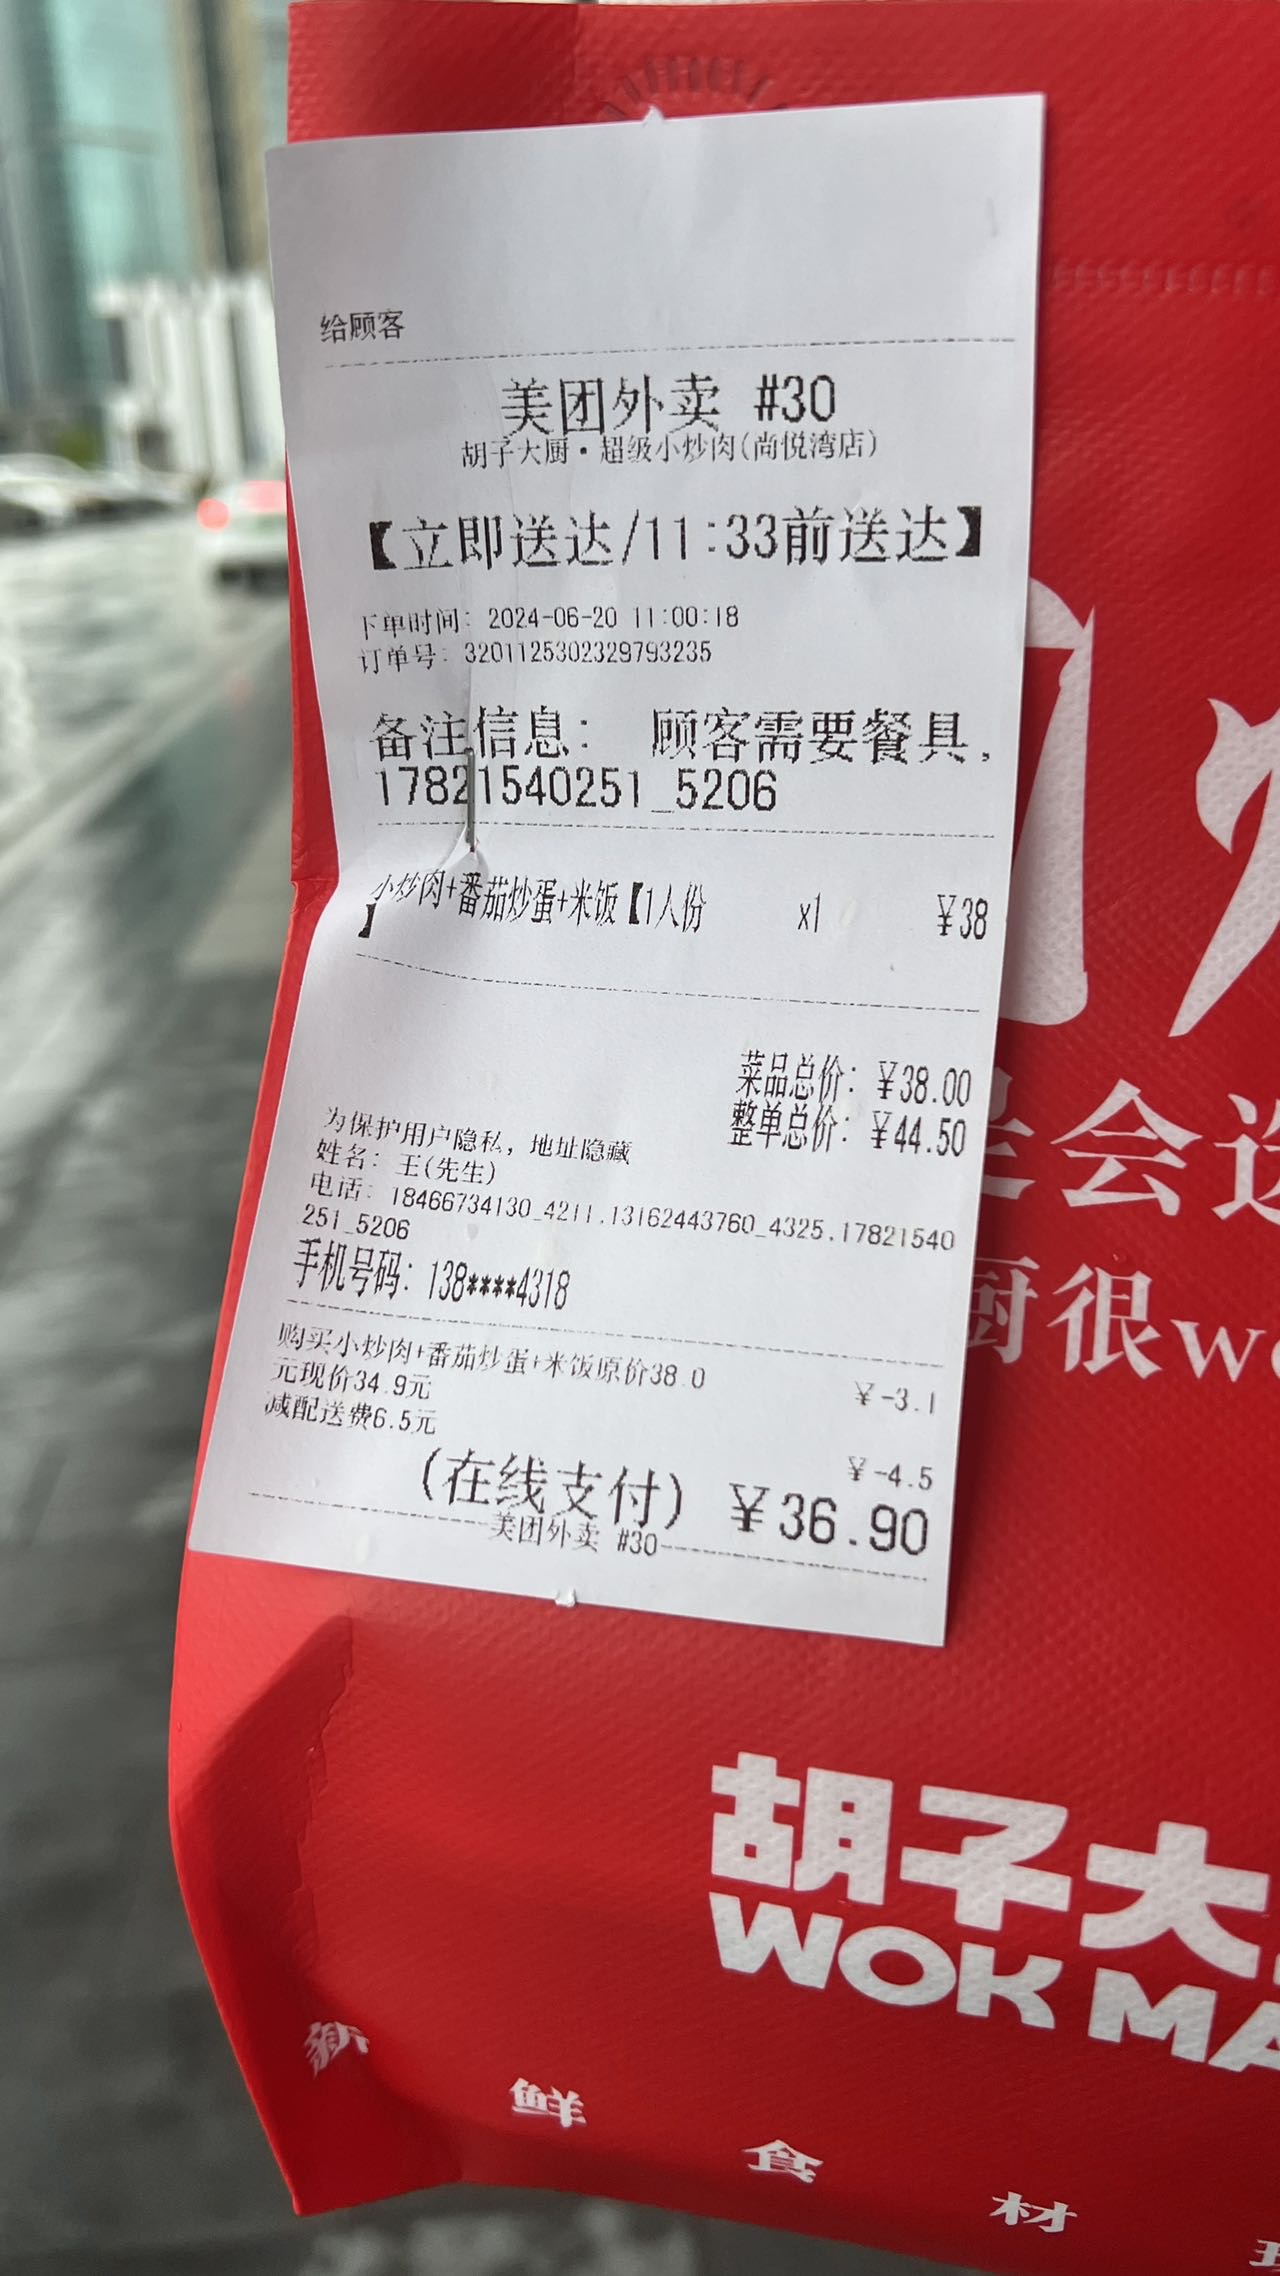 给顾客
美团外卖 #30
胡子大厨·超级小炒肉(尚悦湾店)
【立即送达/11:33前送达】
下单时间: 2024-06-20 11:00:18
订单号: 3201125302329793235
备注信息: 顾客需要餐具,
17821540251_5206
小炒肉+番茄炒蛋+米饭【1人份 x1 ¥38
】
菜品总价: ¥38.00
整单总价: ¥44.50
为保护用户隐私, 地址隐藏
姓名: 王(先生)
电话: 18466734130_4211,13162443760_4325,17821540
251_5206
手机号码: 138****4318
购买小炒肉+番茄炒蛋+米饭原价38.0
元现价34.9元 ¥-3.1
减配送费6.5元
¥-4.5
(在线支付) ¥36.90
美团外卖 #30
会
厨很w
胡子大
WOK MA
新鲜食材